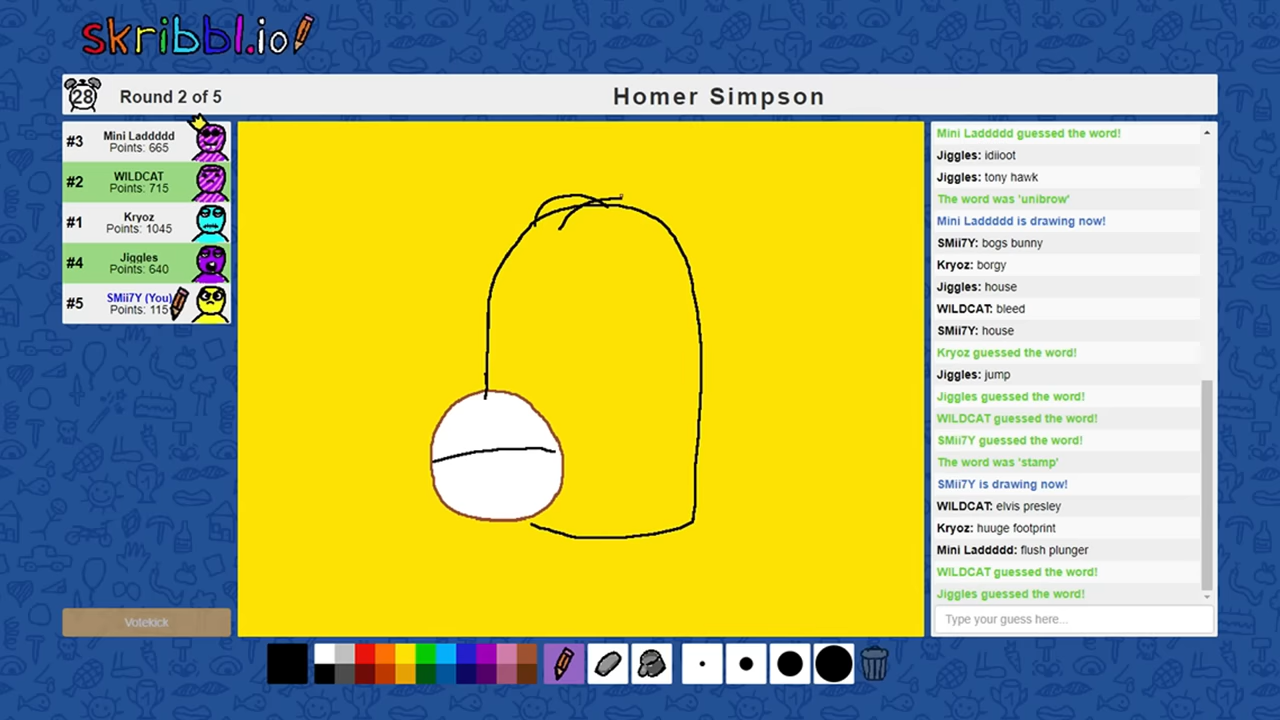 skribbl.io
28
Round 2 of 5
Homer Simpson
#3
Mini Laddddd
Points: 665
#2
WILDCAT
Points: 715
#1
Kryoz
Points: 1045
#4
Jiggles
Points: 640
#5
SMii7Y (You)
Points: 115
Votekick
Mini Laddddd guessed the word!
Jiggles: idiioot
Jiggles: tony hawk
The word was 'unibrow'
Mini Laddddd is drawing now!
SMii7Y: bogs bunny
Kryoz: borgy
Jiggles: house
WILDCAT: bleed
SMii7Y: house
Kryoz guessed the word!
Jiggles: jump
Jiggles guessed the word!
WILDCAT guessed the word!
SMii7Y guessed the word!
The word was 'stamp'
SMii7Y is drawing now!
WILDCAT: elvis presley
Kryoz: huuge footprint
Mini Laddddd: flush plunger
WILDCAT guessed the word!
Jiggles guessed the word!
Type your guess here...